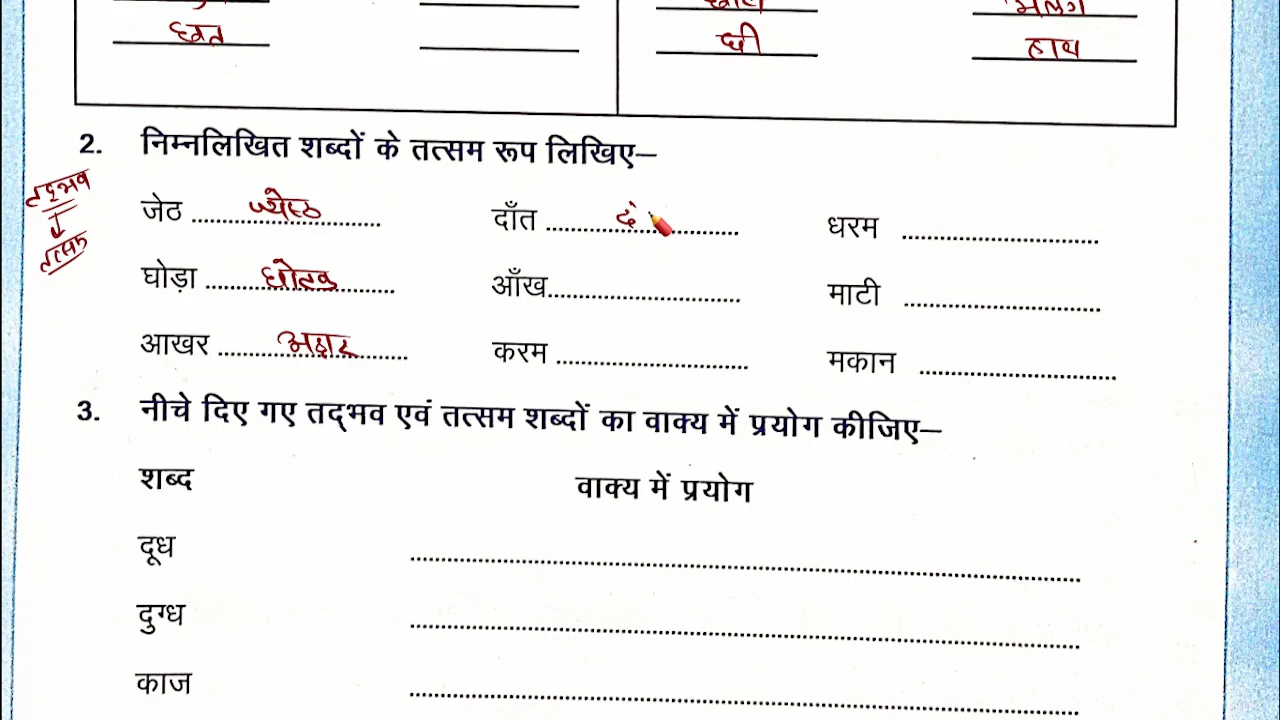 छत घी हाथ
2. निम्नलिखित शब्दों के तत्सम रूप लिखिए–
तद्भव
तत्सम
जेठ ........ ज्येष्ठ ........ दाँत ........ दं ........ धरम ........
घोड़ा ........ घोटक ........ आँख ........ माटी ........
आखर ........ अक्षर ........ करम ........ मकान ........
3. नीचे दिए गए तद्भव एवं तत्सम शब्दों का वाक्य में प्रयोग कीजिए–
शब्द वाक्य में प्रयोग
दूध ........
दुग्ध ........
काज ........